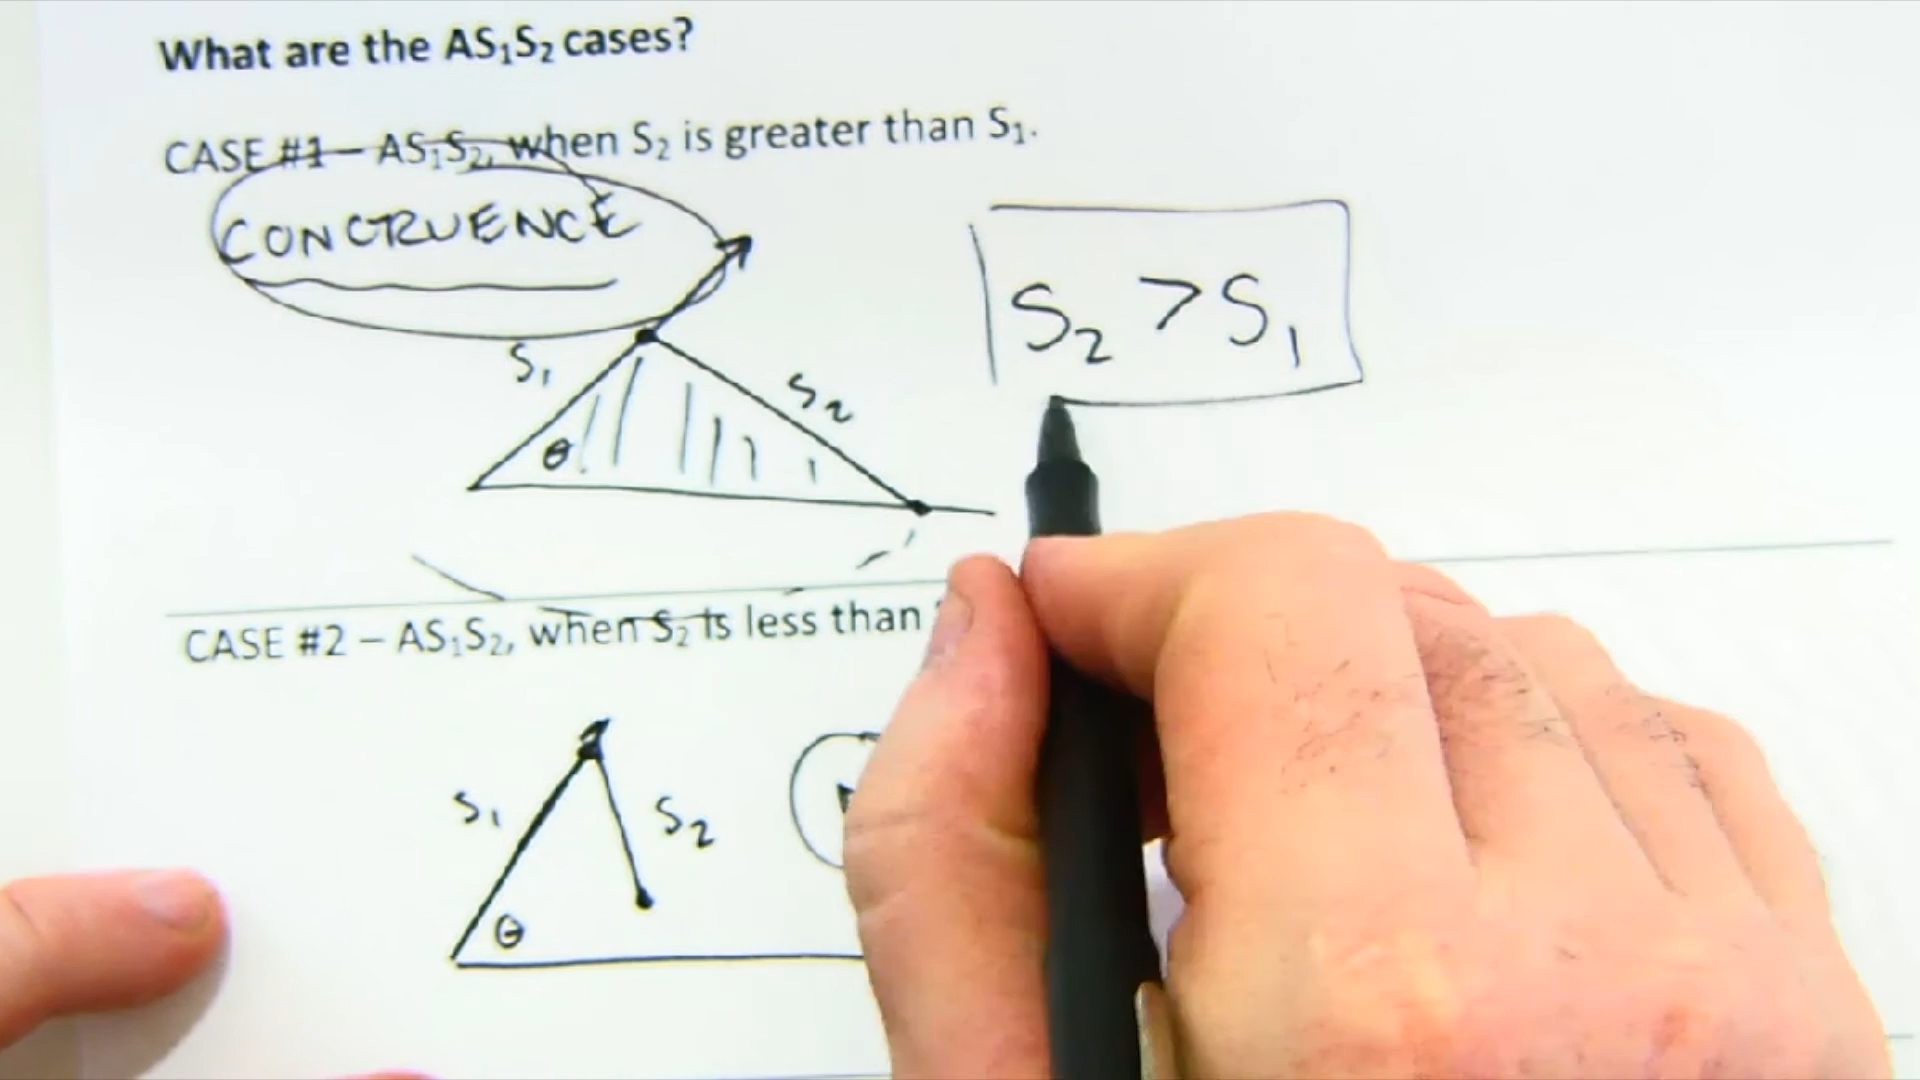 What are the AS₁S₂ cases?
CASE #1 – AS₁S₂, when S₂ is greater than S₁.
CONGRUENCE
S₂ > S₁
S₁
S₂
θ
CASE #2 – AS₁S₂, when S₂ is less than
S₁
S₂
θ